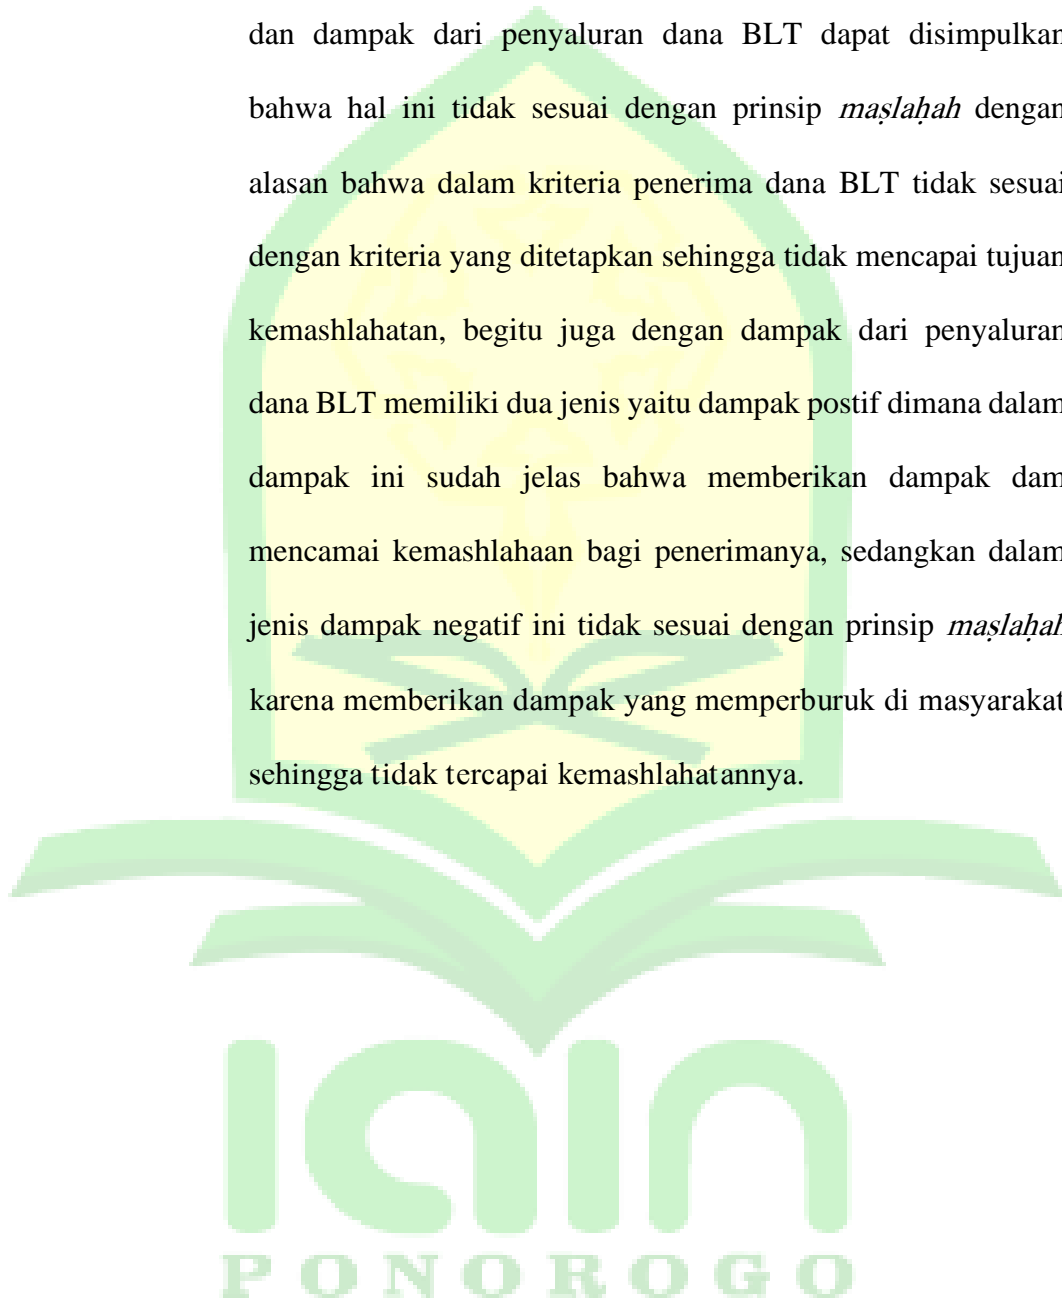 dan dampak dari penyaluran dana BLT dapat disimpulkan
bahwa hal ini tidak sesuai dengan prinsip maṣlaḥah dengan
alasan bahwa dalam kriteria penerima dana BLT tidak sesuai
dengan kriteria yang ditetapkan sehingga tidak mencapai tujuan
kemashlahatan, begitu juga dengan dampak dari penyaluran
dana BLT memiliki dua jenis yaitu dampak postif dimana dalam
dampak ini sudah jelas bahwa memberikan dampak dam
mencamai kemashlahaan bagi penerimanya, sedangkan dalam
jenis dampak negatif ini tidak sesuai dengan prinsip maṣlaḥah
karena memberikan dampak yang memperburuk di masyarakat
sehingga tidak tercapai kemashlahatannya.
IAIN
PONOROGO